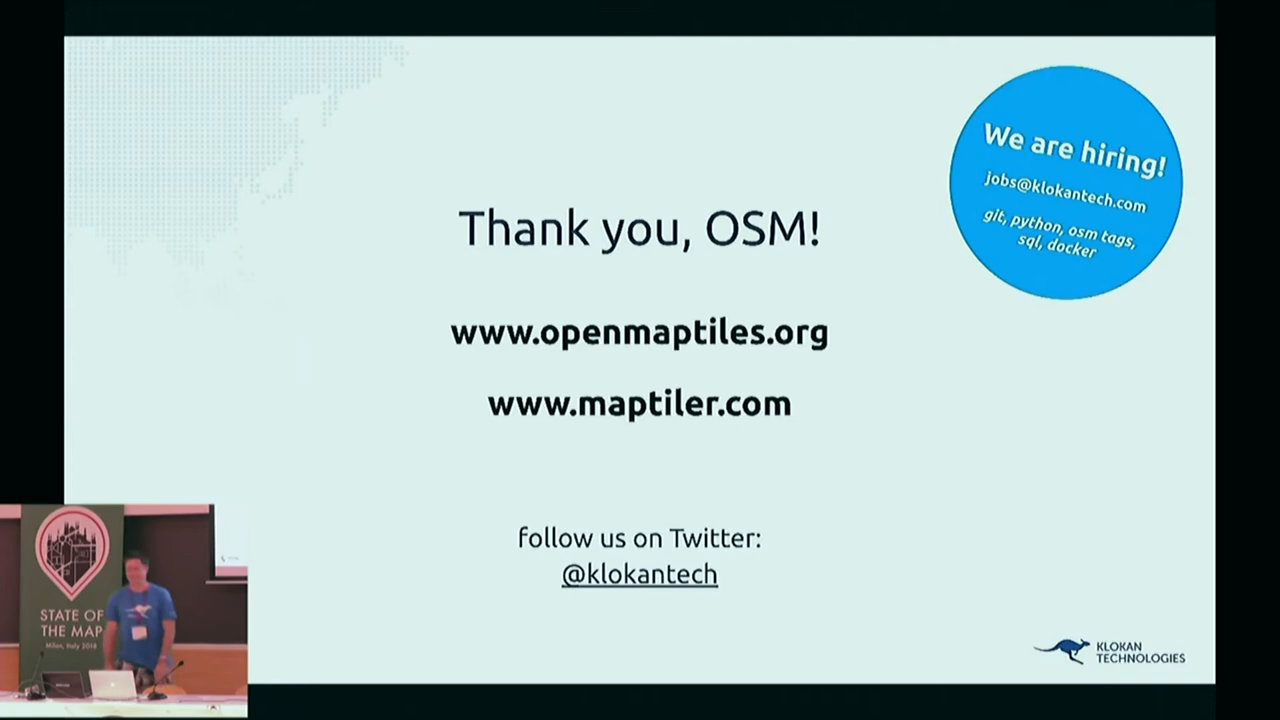 We are hiring!
jobs@klokantech.com
git, python, osm tags,
sql, docker
Thank you, OSM!
www.openmaptiles.org
www.maptiler.com
follow us on Twitter:
@klokantech
KLOKAN
TECHNOLOGIES
STATE OF
THE MAP
Milan, Italy 2018